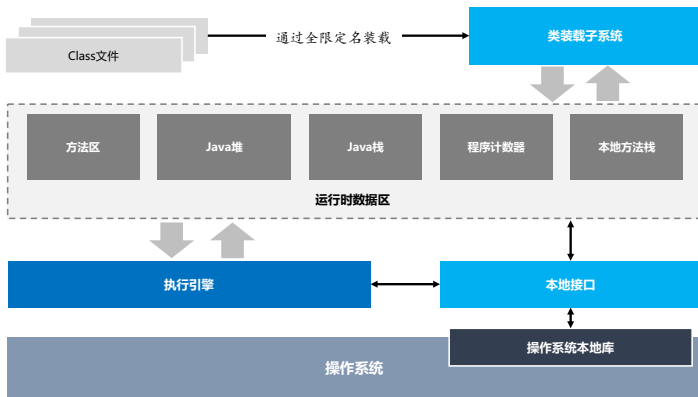 Class文件
通过全限定名装载
类装载子系统
方法区
Java堆
Java栈
程序计数器
本地方法栈
运行时数据区
执行引擎
本地接口
操作系统本地库
操作系统